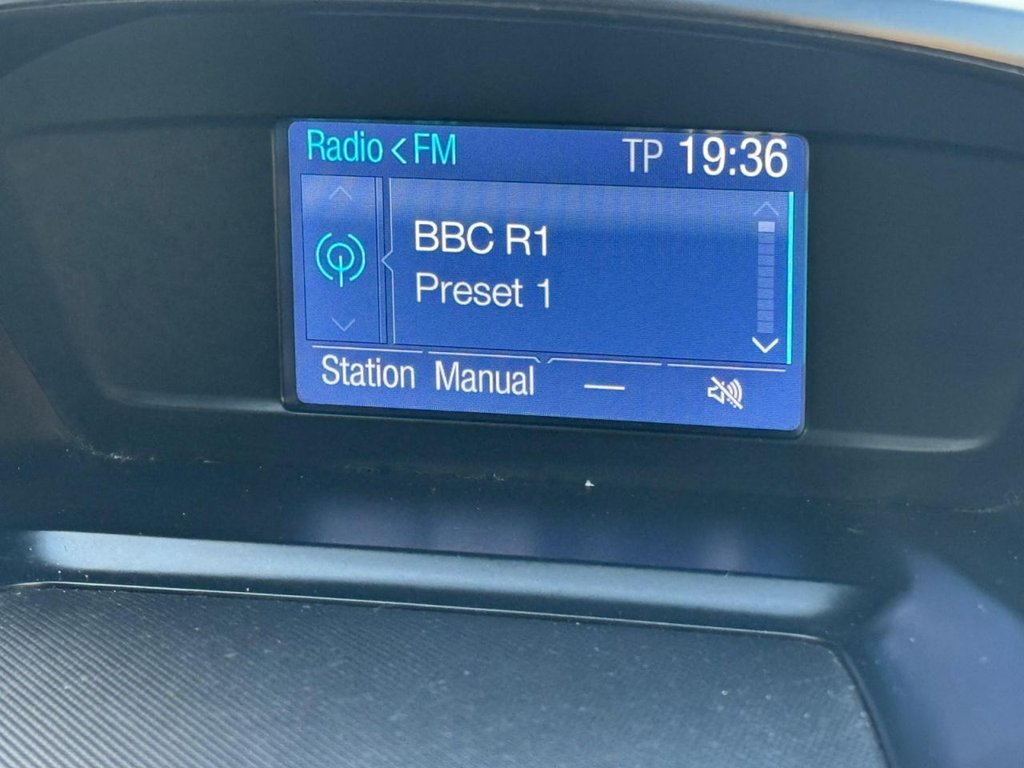 Radio < FM TP 19:36
BBC R1
Preset 1
Station Manual —